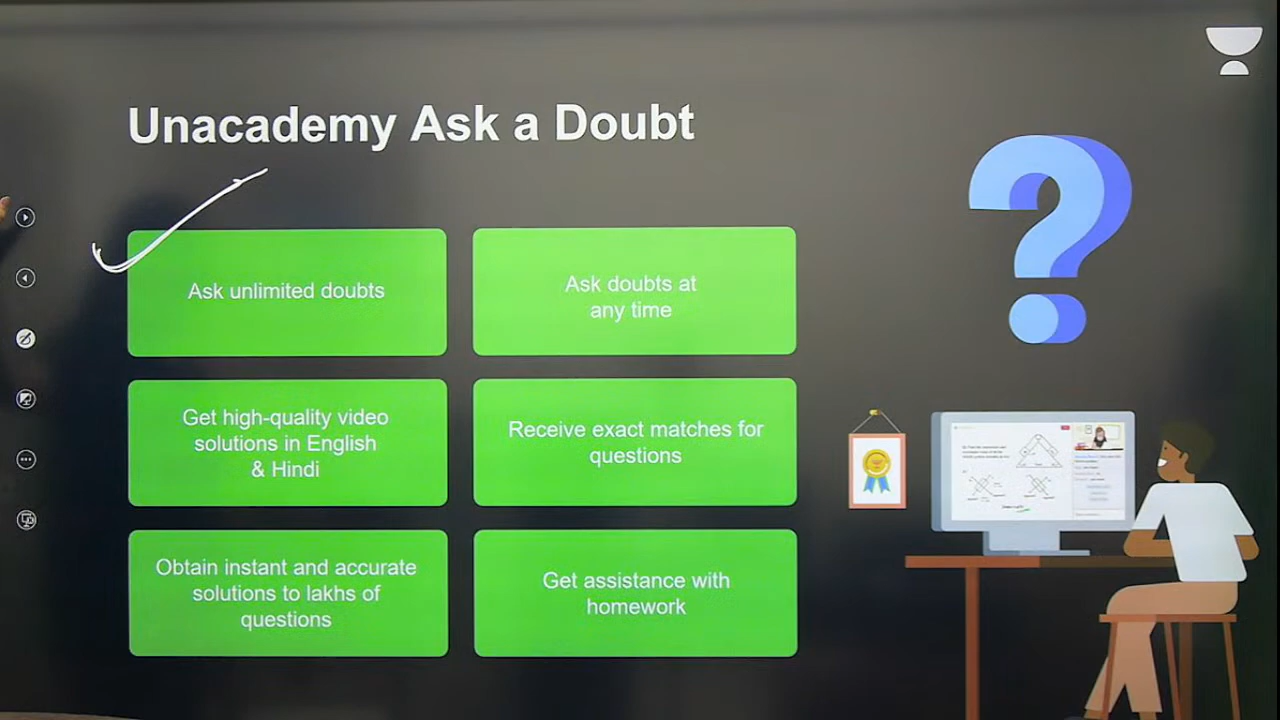 Unacademy Ask a Doubt
Ask unlimited doubts
Ask doubts at
any time
Get high-quality video
solutions in English
& Hindi
Receive exact matches for
questions
Obtain instant and accurate
solutions to lakhs of
questions
Get assistance with
homework